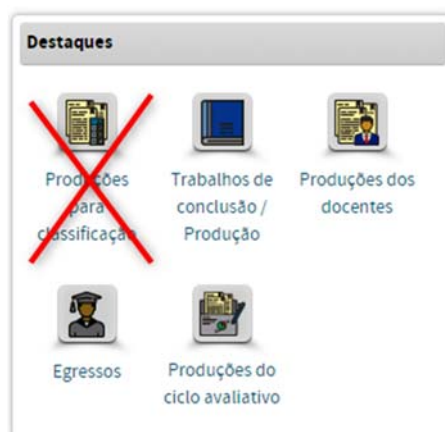 Destaques
Produções
para
classificação
Trabalhos de
conclusão /
Produção
Produções dos
docentes
Egressos
Produções do
ciclo avaliativo